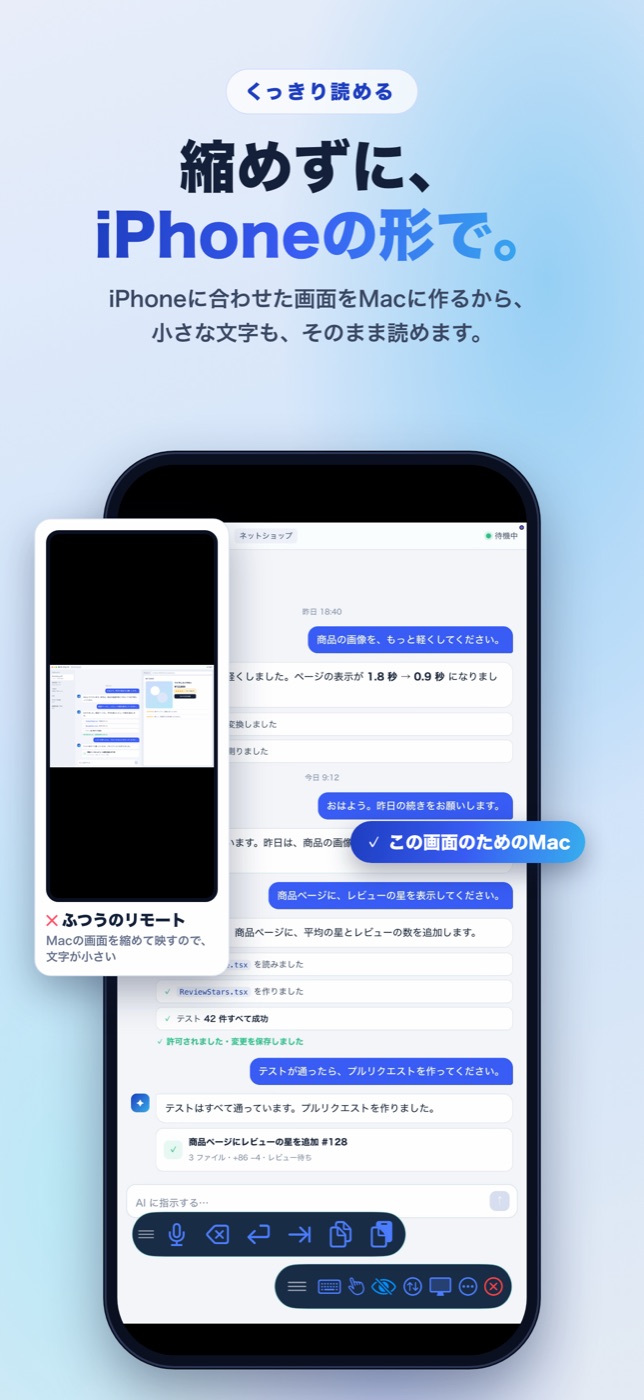 くっきり読める
縮めずに、
iPhoneの形で。
iPhoneに合わせた画面をMacに作るから、
小さな文字も、そのまま読めます。
ネットショップ
待機中
昨日 18:40
商品の画像を、もっと軽くしてください。
軽くしました。ページの表示が 1.8 秒 → 0.9 秒 になりまし
変換しました
測りました
今日 9:12
おはよう。昨日の続きをお願いします。
います。昨日は、商品の画像
✓ この画面のためのMac
商品ページに、レビューの星を表示してください。
商品ページに、平均の星とレビューの数を追加します。
.tsx を読みました
✓ ReviewStars.tsx を作りました
✓ テスト 42 件すべて成功
✓ 許可されました・変更を保存しました
テストが通ったら、プルリクエストを作ってください。
テストはすべて通っています。プルリクエストを作りました。
✓ 商品ページにレビューの星を追加 #128
3 ファイル・+86 −4・レビュー待ち
AI に指示する…
ふつうのリモート
Macの画面を縮めて映すので、
文字が小さい